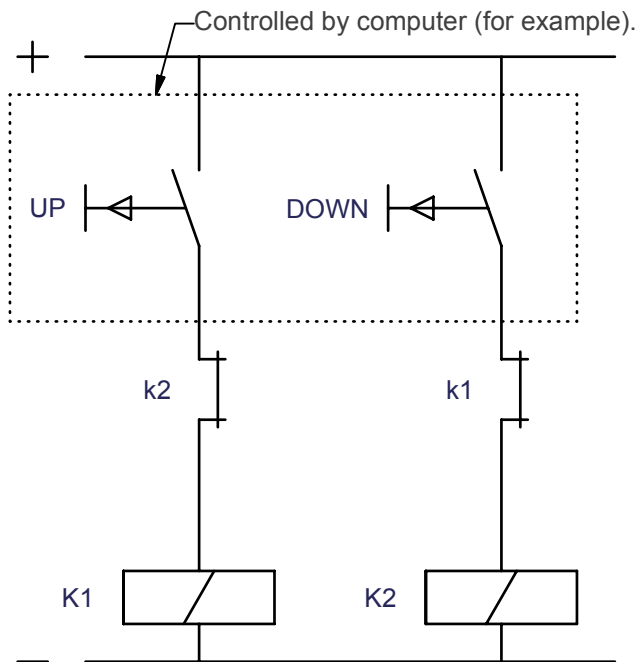 Controlled by computer (for example).
+
UP
DOWN
k2
k1
K1
K2
−